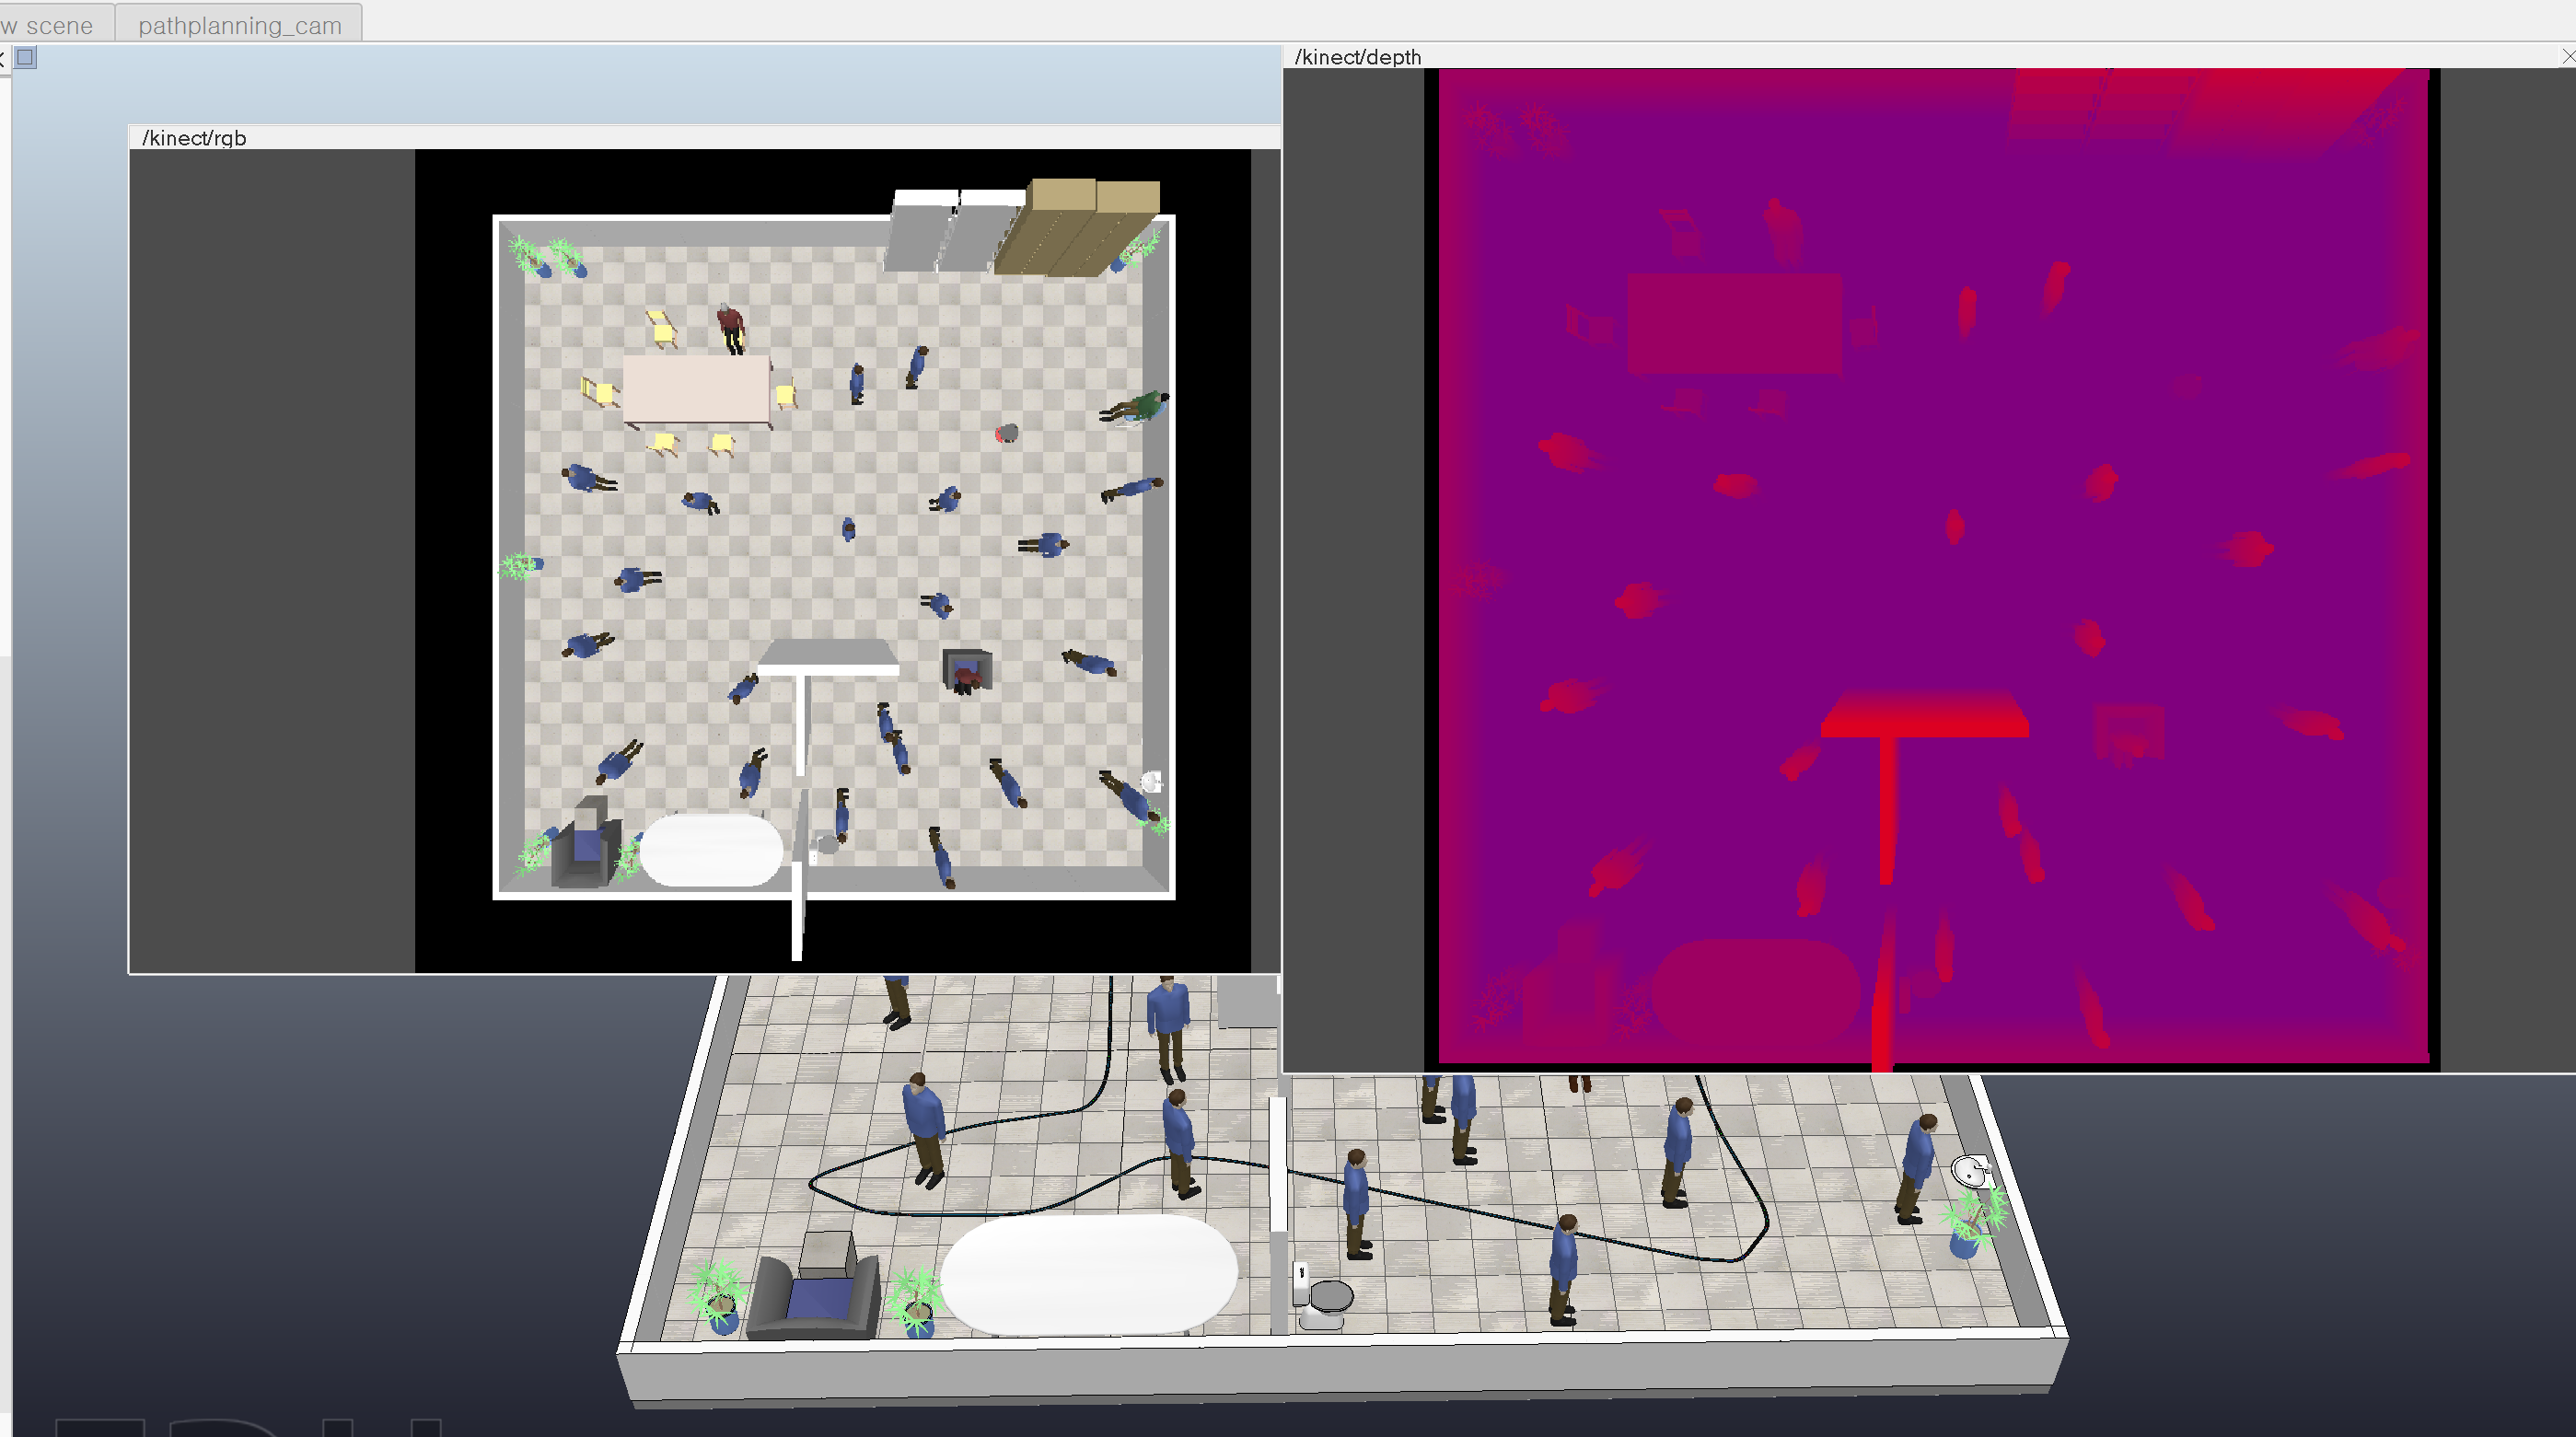 w scene
pathplanning_cam
/kinect/depth
/kinect/rgb